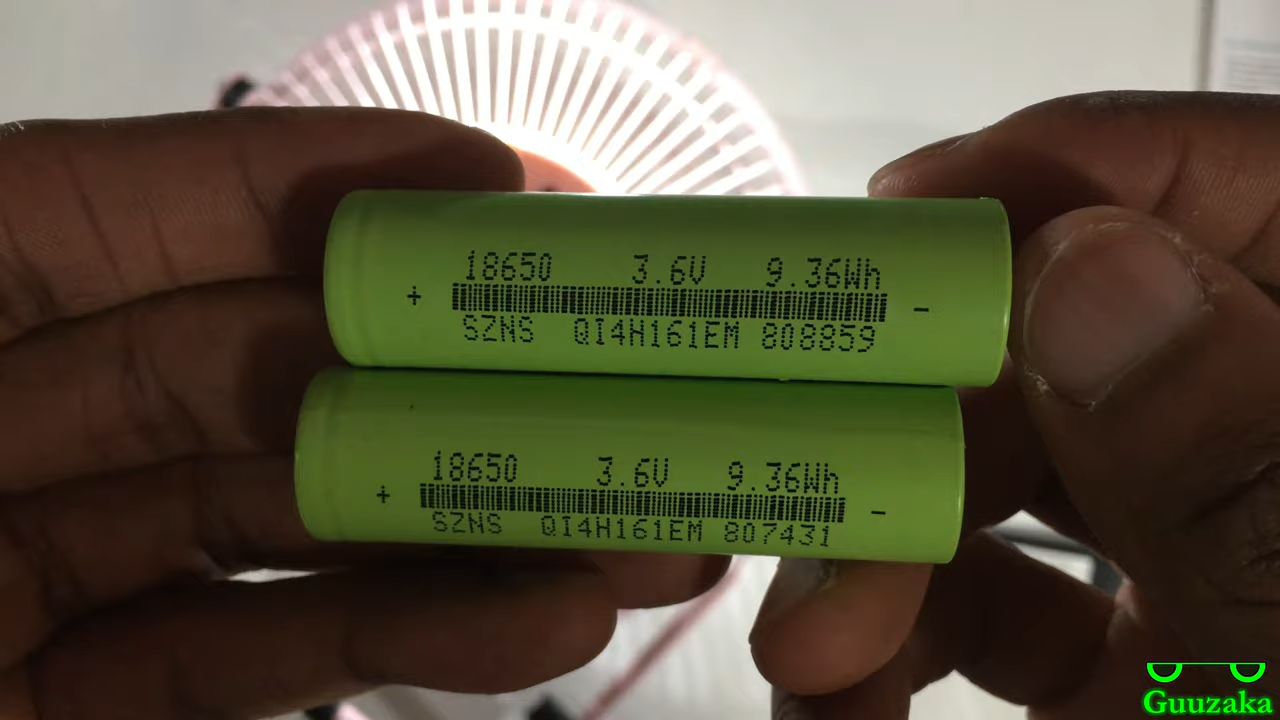 18650 3.6V 9.36Wh
+ -
SZNS QI4H161EM 808859
18650 3.6V 9.36Wh
+ -
SZNS QI4H161EM 807431
Guuzaka